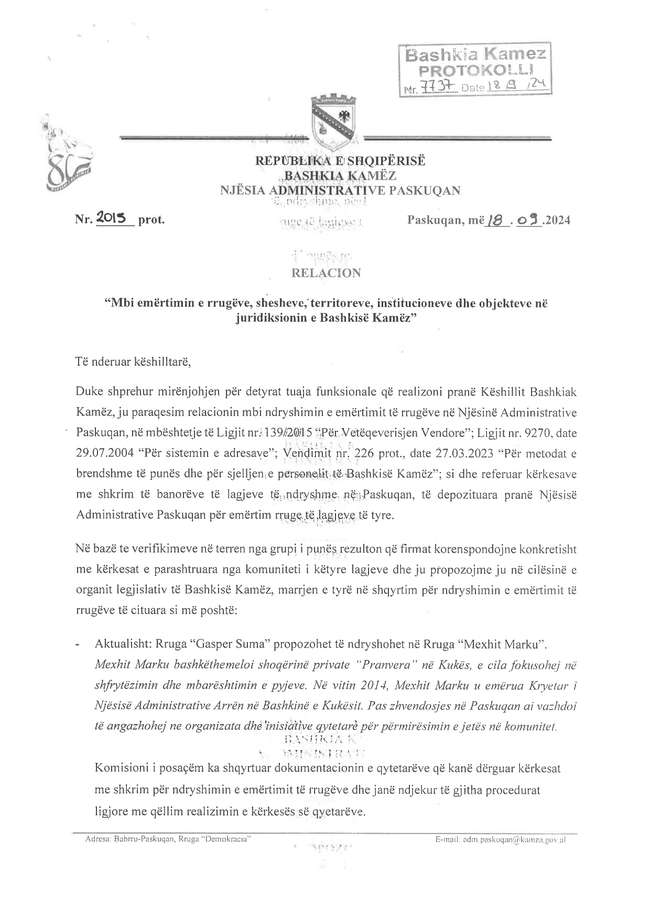 Bashkia Kamez
PROTOKOLLI
Nr. 7737 Date 18 9 /24
REPUBLIKA E SHQIPËRISË
BASHKIA KAMËZ
NJËSIA ADMINISTRATIVE PASKUQAN
Nr. 2015 prot.
Paskuqan, më 18 . 09 .2024
RELACION
“Mbi emërtimin e rrugëve, shesheve, territoreve, institucioneve dhe objekteve në
juridiksionin e Bashkisë Kamëz”
Të nderuar këshilltarë,
Duke shprehur mirënjohjen për detyrat tuaja funksionale që realizoni pranë Këshillit Bashkiak
Kamëz, ju paraqesim relacionin mbi ndryshimin e emërtimit të rrugëve në Njësinë Administrative
Paskuqan, në mbështetje të Ligjit nr. 139/2015 “Për Vetëqeverisjen Vendore”; Ligjit nr. 9270, date
29.07.2004 “Për sistemin e adresave”; Vendimit nr. 226 prot., date 27.03.2023 “Për metodat e
brendshme të punës dhe për sjelljen e personelit të Bashkisë Kamëz”; si dhe referuar kërkesave
me shkrim të banorëve të lagjeve të ndryshme në Paskuqan, të depozituara pranë Njësisë
Administrative Paskuqan për emërtim rruge të lagjeve të tyre.
Në bazë te verifikimeve në terren nga grupi i punës rezulton që firmat korensponojne konkretisht
me kërkesat e parashtruara nga komuniteti i këtyre lagjeve dhe ju propozojme ju në cilësinë e
organit legjislativ të Bashkisë Kamëz, marrjen e tyrë në shqyrtim për ndryshimin e emërtimit të
rrugëve të cituara si më poshtë:
- Aktualisht: Rruga “Gasper Suma” propozohet të ndryshohet në Rruga “Mexhit Marku”.
Mexhit Marku bashkëthemeloi shoqërinë private “Pranvera” në Kukës, e cila fokusohej në
shfrytëzimin dhe mbarështimin e pyjeve. Në vitin 2014, Mexhit Marku u emërua Kryetar i
Njësisë Administrative Arrën në Bashkinë e Kukësit. Pas zhvendosjes në Paskuqan ai vazhdoi
të angazhohej ne organizata dhe inisiative qytetarë për përmirësimin e jetës në komunitet.
Komisioni i posaçëm ka shqyrtuar dokumentacionin e qytetarëve që kanë dërguar kërkesat
me shkrim për ndryshimin e emërtimit të rrugëve dhe janë ndjekur të gjitha procedurat
ligjore me qëllim realizimin e kërkesës së qyetarëve.
Adresa: Babrru-Paskuqan, Rruga “Demokracia”
E-mail: adm.paskuqan@kamza.gov.al